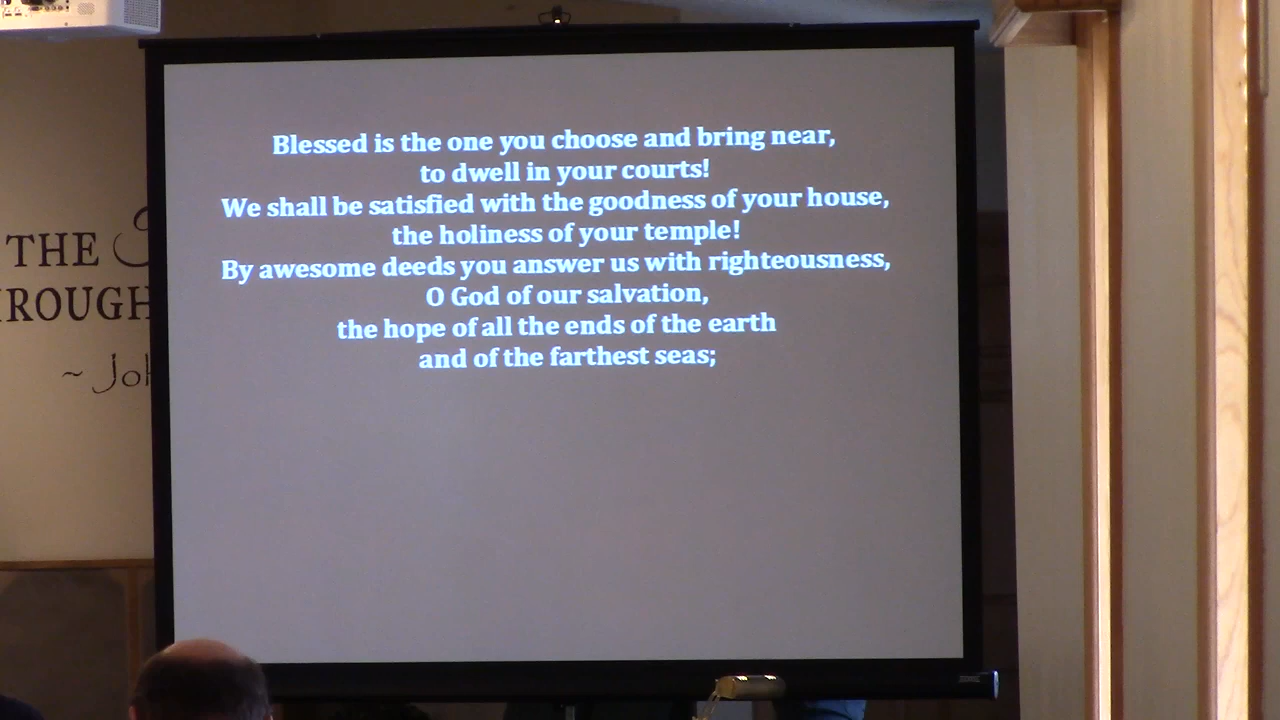 Blessed is the one you choose and bring near,
to dwell in your courts!
We shall be satisfied with the goodness of your house,
the holiness of your temple!
By awesome deeds you answer us with righteousness,
O God of our salvation,
the hope of all the ends of the earth
and of the farthest seas;
THE
~